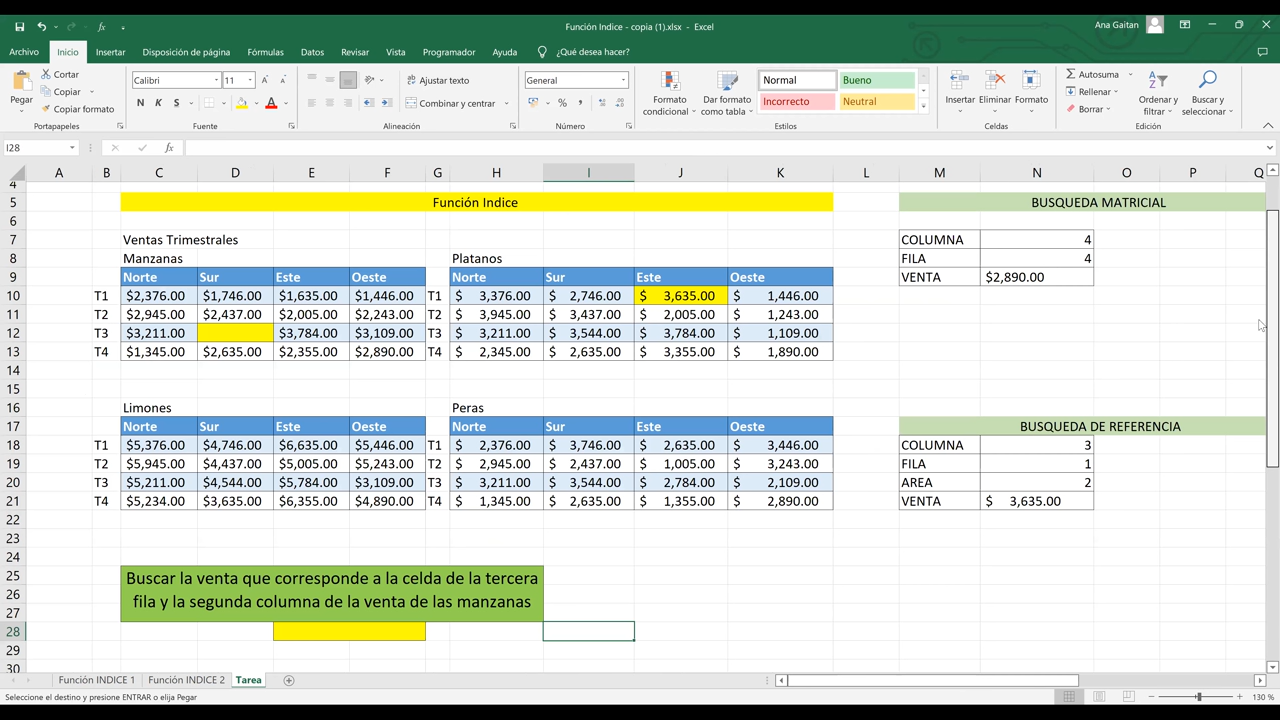 Función Indice - copia (1).xlsx - Excel
Ana Gaitan
Archivo Inicio Insertar Disposición de página Fórmulas Datos Revisar Vista Programador Ayuda ¿Qué desea hacer?
Pegar
Cortar
Copiar
Copiar formato
Portapapeles
Calibri 11
N K S
Fuente
Ajustar texto
Combinar y centrar
Alineación
General
Número
Formato condicional
Dar formato como tabla
Normal Bueno
Incorrecto Neutral
Estilos
Insertar Eliminar Formato
Celdas
Autosuma
Rellenar
Borrar
Ordenar y filtrar
Buscar y seleccionar
Edición
I28 fx
A B C D E F G H I J K L M N O P Q
4
5 Función Indice BUSQUEDA MATRICIAL
6
7 Ventas Trimestrales COLUMNA 4
8 Manzanas Platanos FILA 4
9 Norte Sur Este Oeste Norte Sur Este Oeste VENTA $2,890.00
10 T1 $2,376.00 $1,746.00 $1,635.00 $1,446.00 T1 $ 3,376.00 $ 2,746.00 $ 3,635.00 $ 1,446.00
11 T2 $2,945.00 $2,437.00 $2,005.00 $2,243.00 T2 $ 3,945.00 $ 3,437.00 $ 2,005.00 $ 1,243.00
12 T3 $3,211.00 $3,784.00 $3,109.00 T3 $ 3,211.00 $ 3,544.00 $ 3,784.00 $ 1,109.00
13 T4 $1,345.00 $2,635.00 $2,355.00 $2,890.00 T4 $ 2,345.00 $ 2,635.00 $ 3,355.00 $ 1,890.00
14
15
16 Limones Peras
17 Norte Sur Este Oeste Norte Sur Este Oeste BUSQUEDA DE REFERENCIA
18 T1 $5,376.00 $4,746.00 $6,635.00 $5,446.00 T1 $ 2,376.00 $ 3,746.00 $ 2,635.00 $ 3,446.00 COLUMNA 3
19 T2 $5,945.00 $4,437.00 $5,005.00 $5,243.00 T2 $ 2,945.00 $ 2,437.00 $ 1,005.00 $ 3,243.00 FILA 1
20 T3 $5,211.00 $4,544.00 $5,784.00 $3,109.00 T3 $ 3,211.00 $ 3,544.00 $ 2,784.00 $ 2,109.00 AREA 2
21 T4 $5,234.00 $3,635.00 $6,355.00 $4,890.00 T4 $ 1,345.00 $ 2,635.00 $ 1,355.00 $ 2,890.00 VENTA $ 3,635.00
22
23
24
25 Buscar la venta que corresponde a la celda de la tercera
26 fila y la segunda columna de la venta de las manzanas
27
28
29
30
Función INDICE 1 Función INDICE 2 Tarea
Seleccione el destino y presione ENTRAR o elija Pegar 130 %